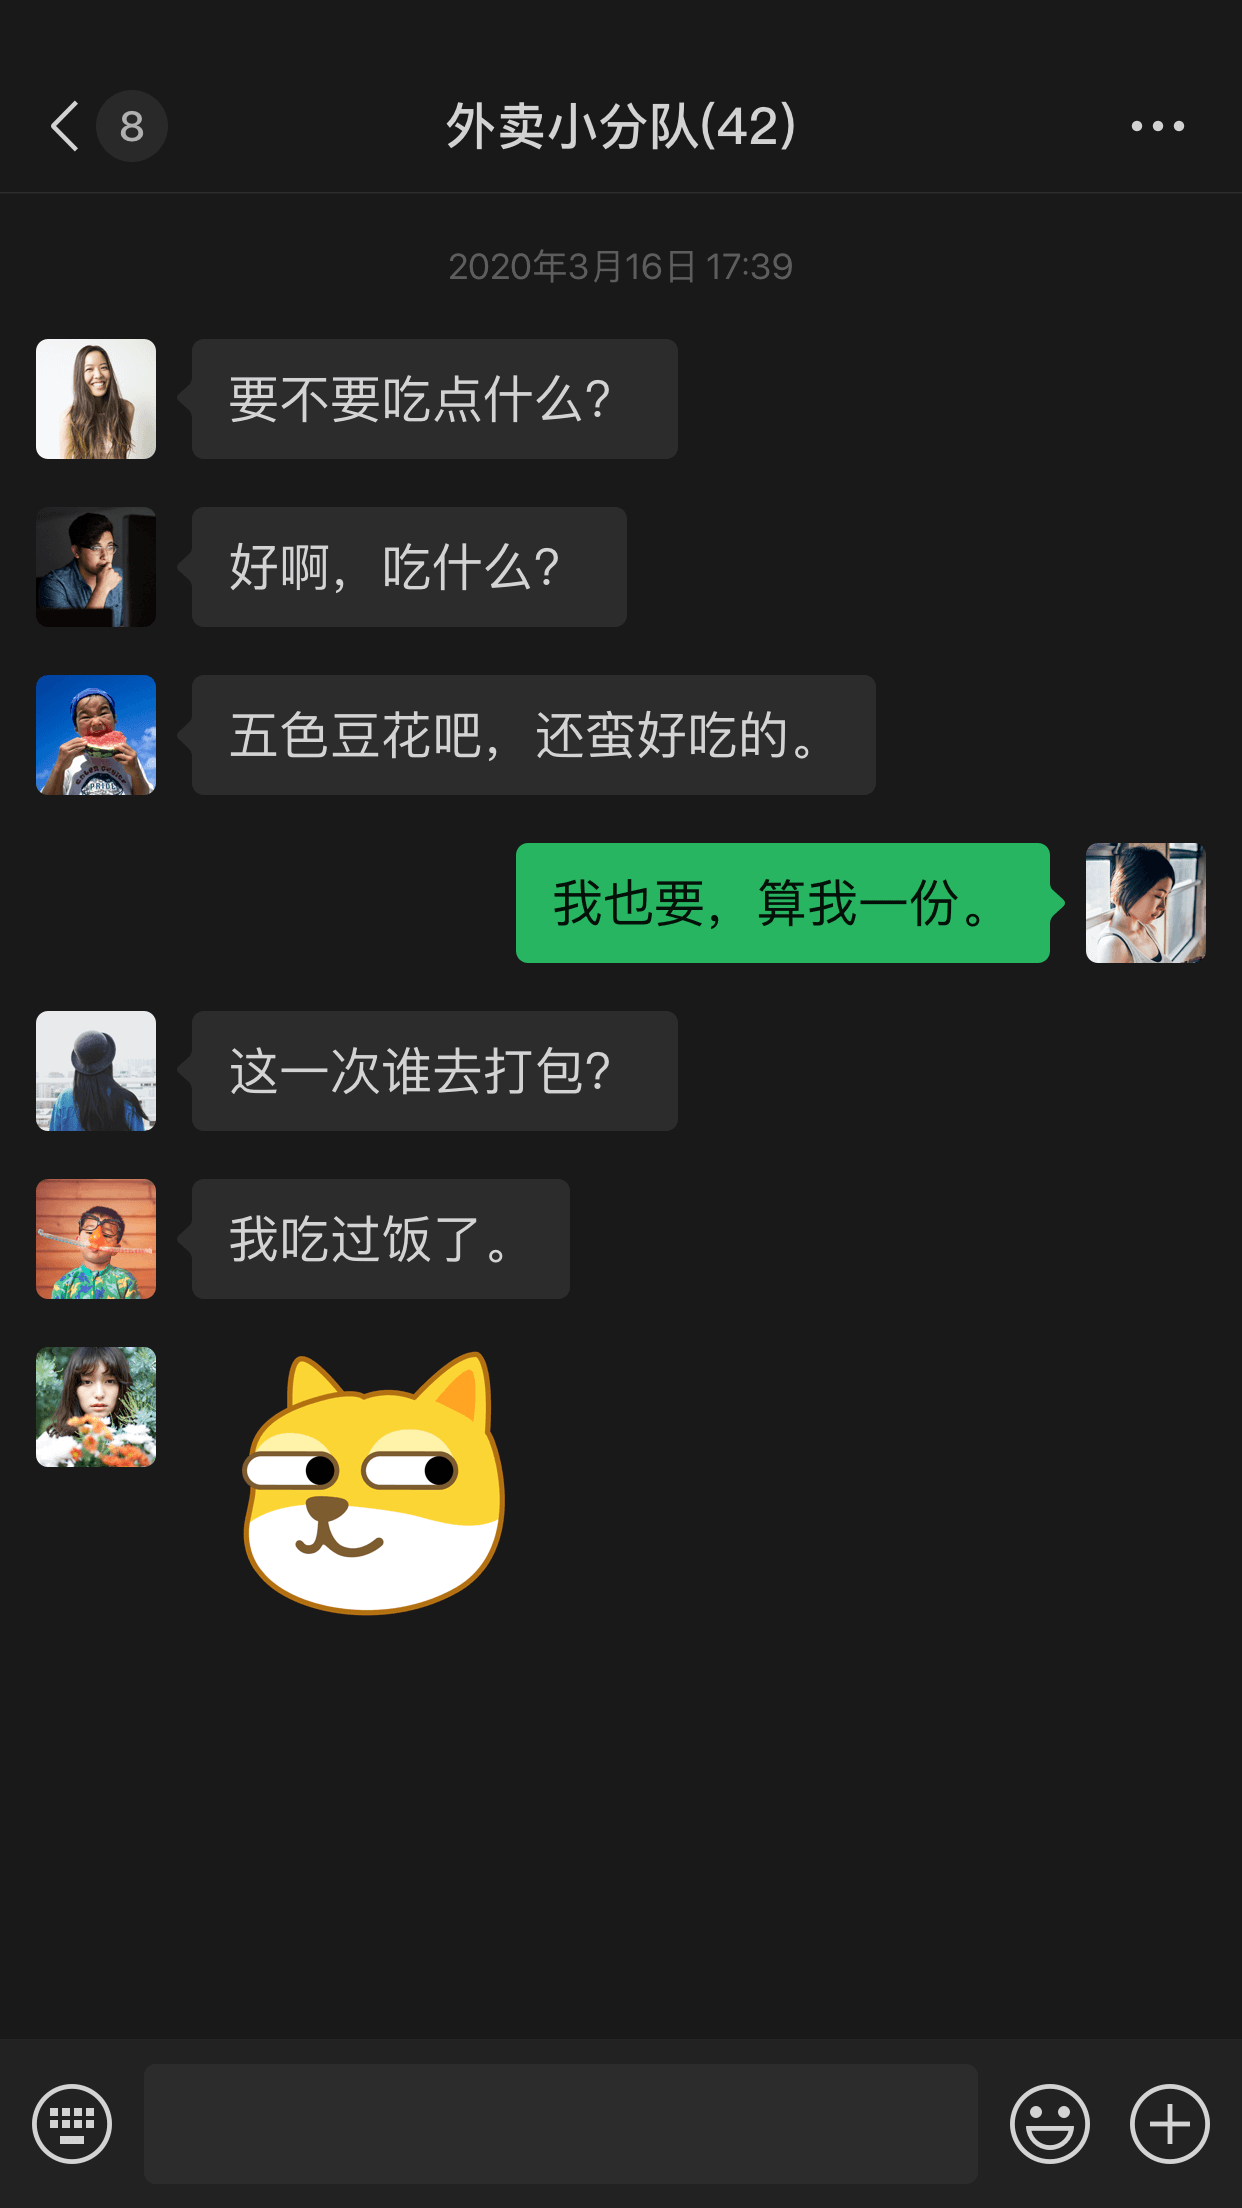 8
外卖小分队(42)
2020年3月16日 17:39
要不要吃点什么?
好啊，吃什么?
五色豆花吧，还蛮好吃的。
我也要，算我一份。
这一次谁去打包?
我吃过饭了。